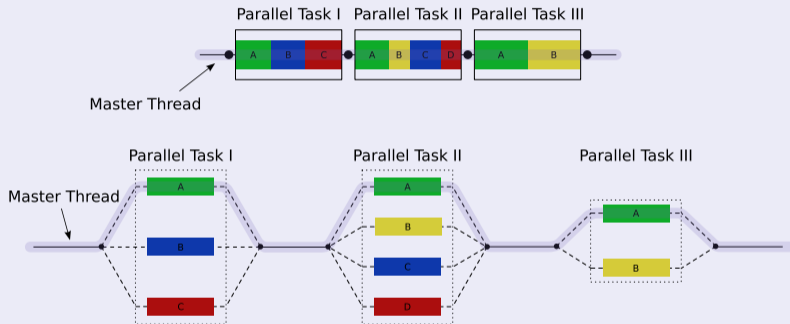 Parallel Task I Parallel Task II Parallel Task III
A B C A B C D A B
Master Thread
Parallel Task I Parallel Task II Parallel Task III
A A
Master Thread
B A
B C
B
C D